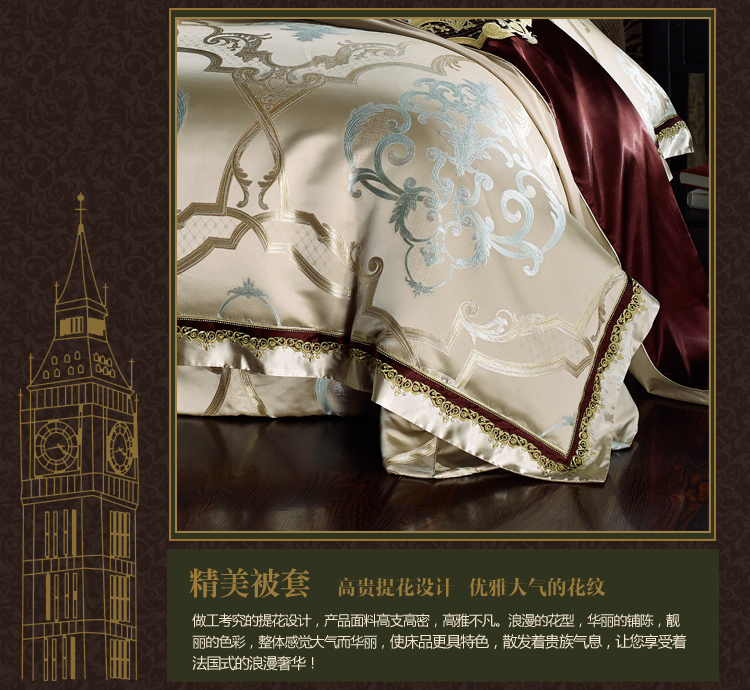 精美被套 高贵提花设计 优雅大气的花纹
做工考究的提花设计，产品面料高支高密，高雅不凡。浪漫的花型，华丽的铺陈，靓
丽的色彩，整体感觉大气而华丽，使床品更具特色，散发着贵族气息，让您享受着
法国式的浪漫奢华！